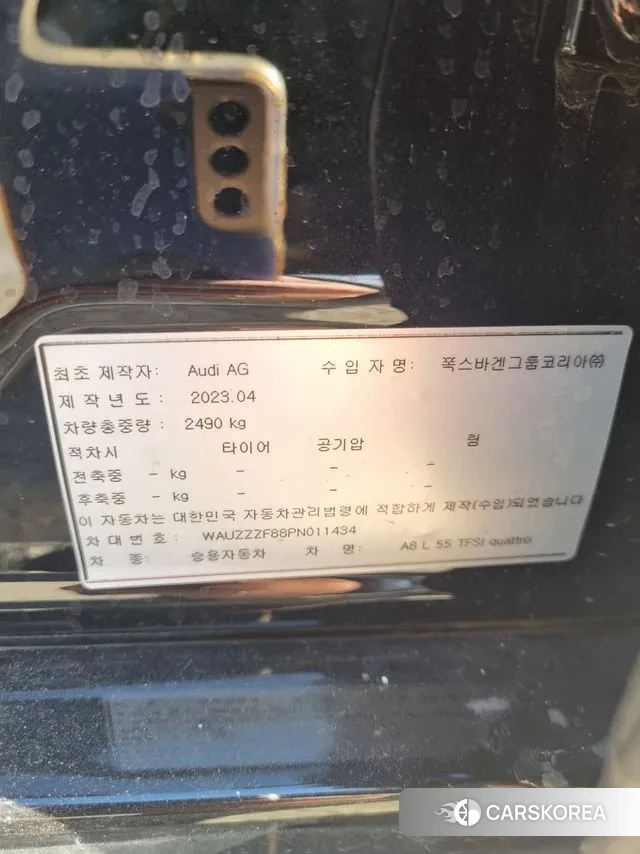 최초 제작자: Audi AG 수 입 자 명: 폭스바겐그룹코리아㈜
제 작 년 도 : 2023.04
차량총중량 : 2490 kg
적차시 타이어 공기압 림
전축중 - kg - - -
후축중 - kg - -
이 자동차는 대한민국 자동차관리법령에 적합하게 제작(수입)되었습니다
차 대 번 호 : WAUZZZF88PN011434
차 종: 승용자동차 차 명: A8 L 55 TFSI quattro
CARSKOREA